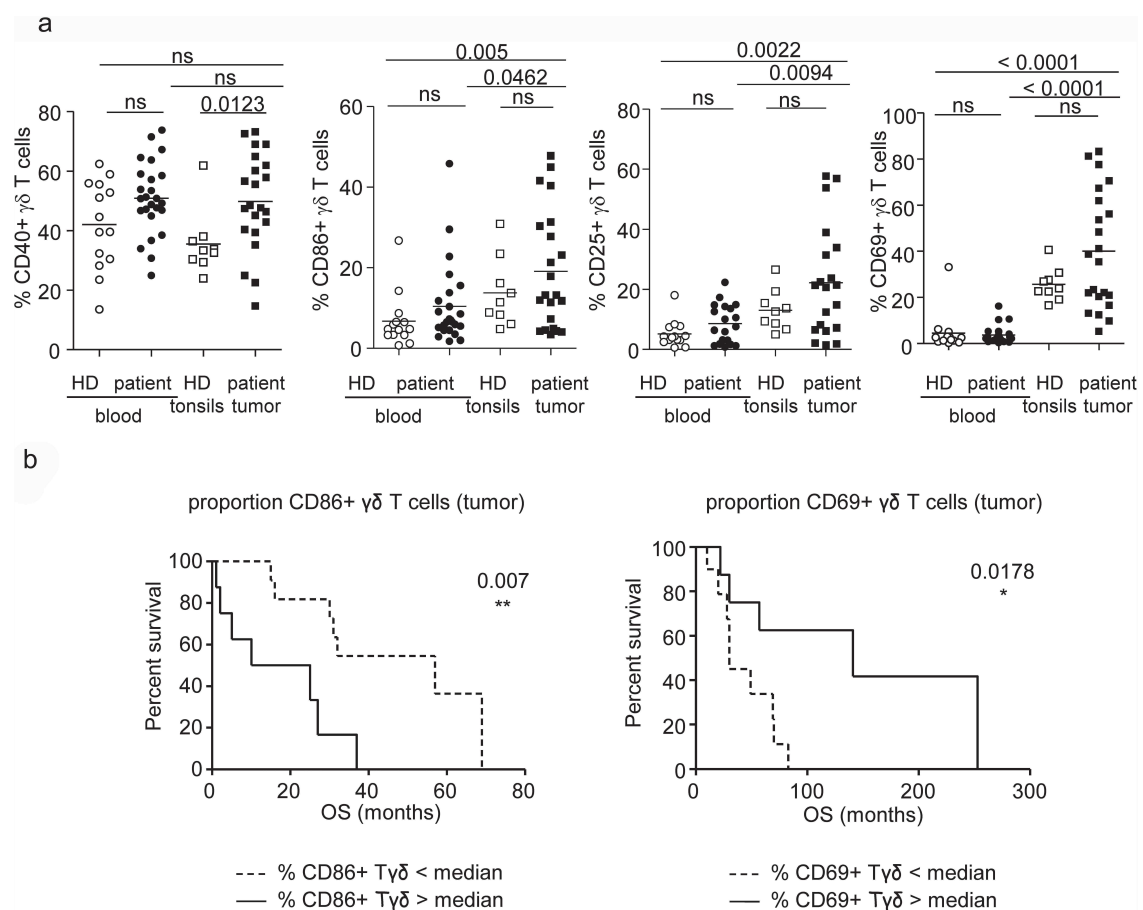 a
ns
ns
ns
0.0123
% CD40+ γδ T cells
80
60
40
20
0
HD patient HD patient
blood tonsils tumor
0.005
0.0462
ns
ns
% CD86+ γδ T cells
60
40
20
0
HD patient HD patient
blood tonsils tumor
0.0022
0.0094
ns
ns
% CD25+ γδ T cells
80
60
40
20
0
HD patient HD patient
blood tonsils tumor
< 0.0001
< 0.0001
ns
ns
% CD69+ γδ T cells
100
80
60
40
20
0
HD patient HD patient
blood tonsils tumor
b
proportion CD86+ γδ T cells (tumor)
0.007
**
Percent survival
100
80
60
40
20
0
0 20 40 60 80
OS (months)
% CD86+ Tγδ < median
% CD86+ Tγδ > median
proportion CD69+ γδ T cells (tumor)
0.0178
*
Percent survival
100
80
60
40
20
0
0 100 200 300
OS (months)
% CD69+ Tγδ < median
% CD69+ Tγδ > median